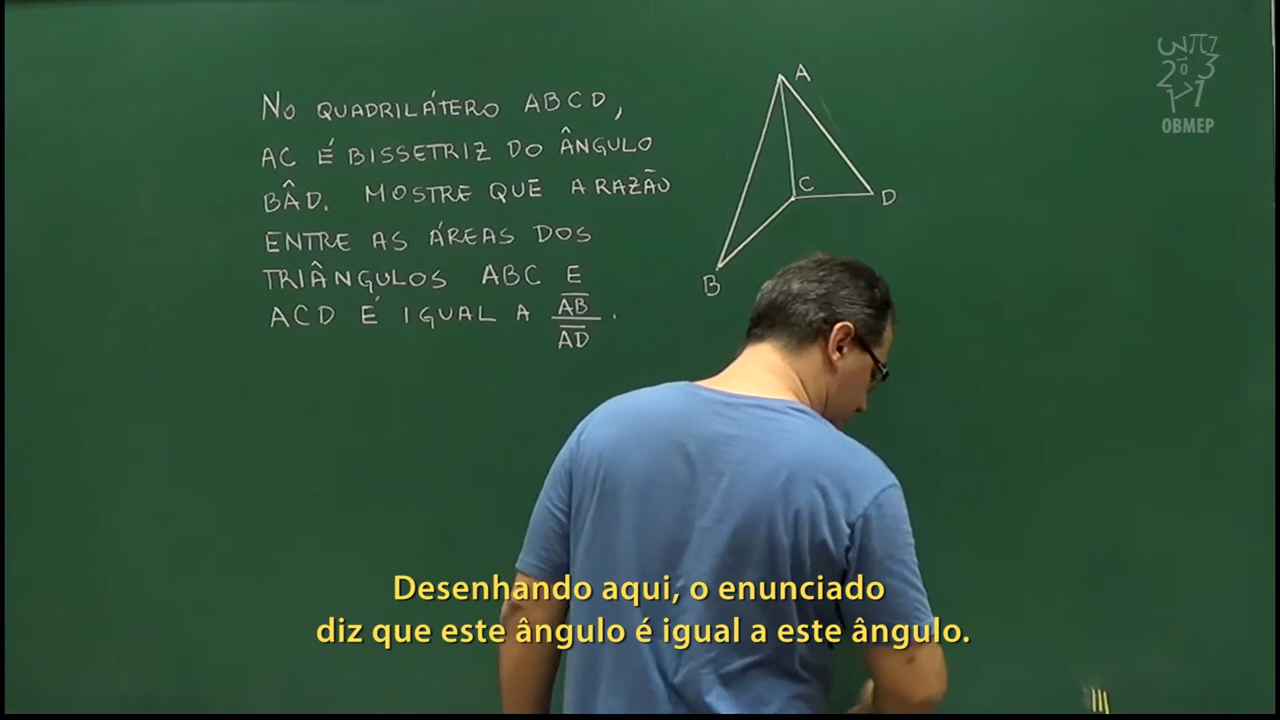 NO QUADRILÁTERO ABCD,
AC É BISSETRIZ DO ÂNGULO
BÂD. MOSTRE QUE A RAZÃO
ENTRE AS ÁREAS DOS
TRIÂNGULOS ABC E
ACD É IGUAL A AB/AD.
A
C
D
B
OBMEP
Desenhando aqui, o enunciado
diz que este ângulo é igual a este ângulo.